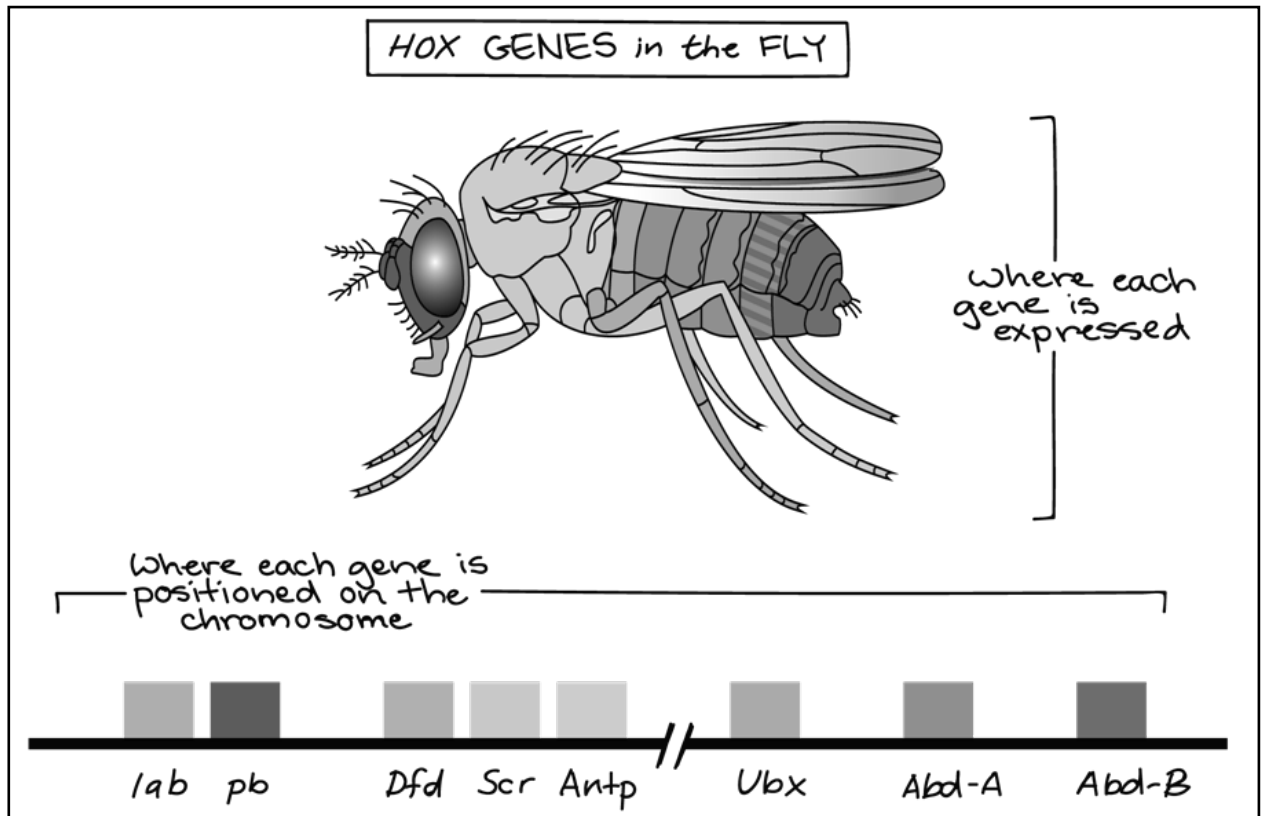 HOX GENES in the FLY
where each
gene is
expressed
Where each gene is
positioned on the
chromosome
lab pb Dfd Scr Antp Ubx Abd-A Abd-B